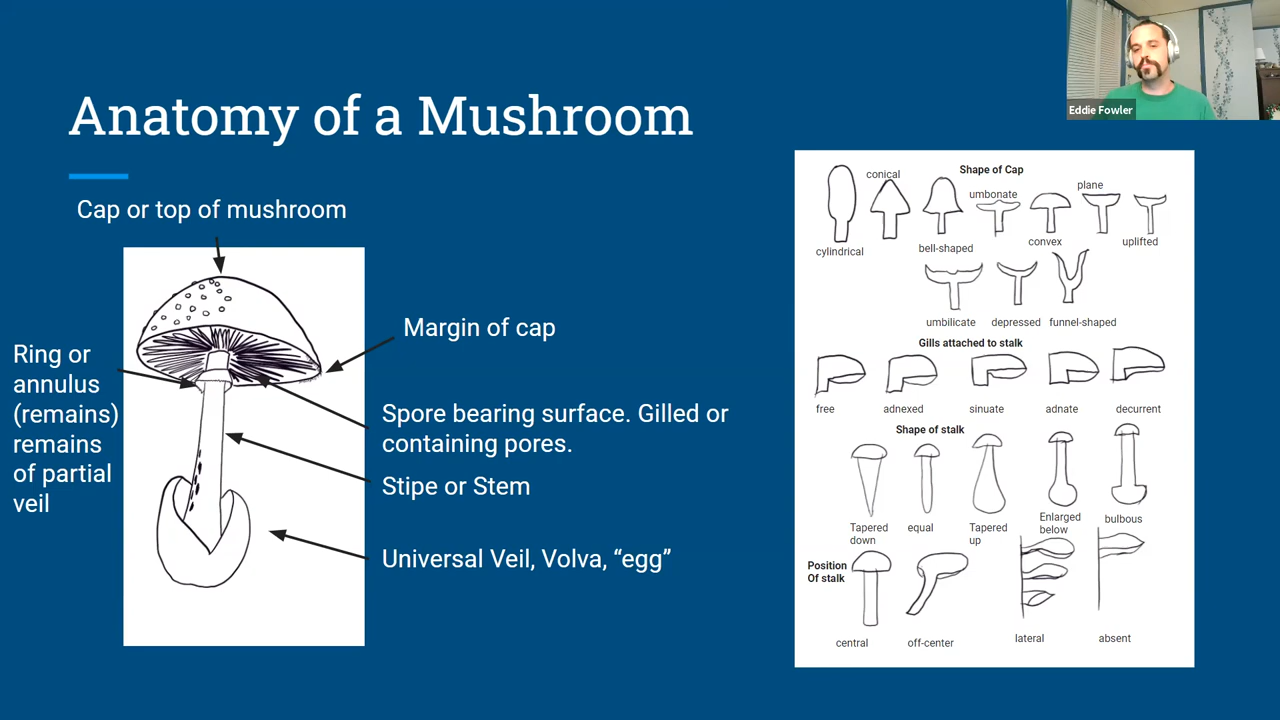 Eddie Fowler
Anatomy of a Mushroom
Cap or top of mushroom
Ring or
annulus
(remains)
remains
of partial
veil
Margin of cap
Spore bearing surface. Gilled or
containing pores.
Stipe or Stem
Universal Veil, Volva, “egg”
Shape of Cap
conical
umbonate
plane
cylindrical
bell-shaped
convex
uplifted
umbilicate
depressed
funnel-shaped
Gills attached to stalk
free
adnexed
sinuate
adnate
decurrent
Shape of stalk
Tapered
down
equal
Tapered
up
Enlarged
below
bulbous
Position
Of stalk
central
off-center
lateral
absent